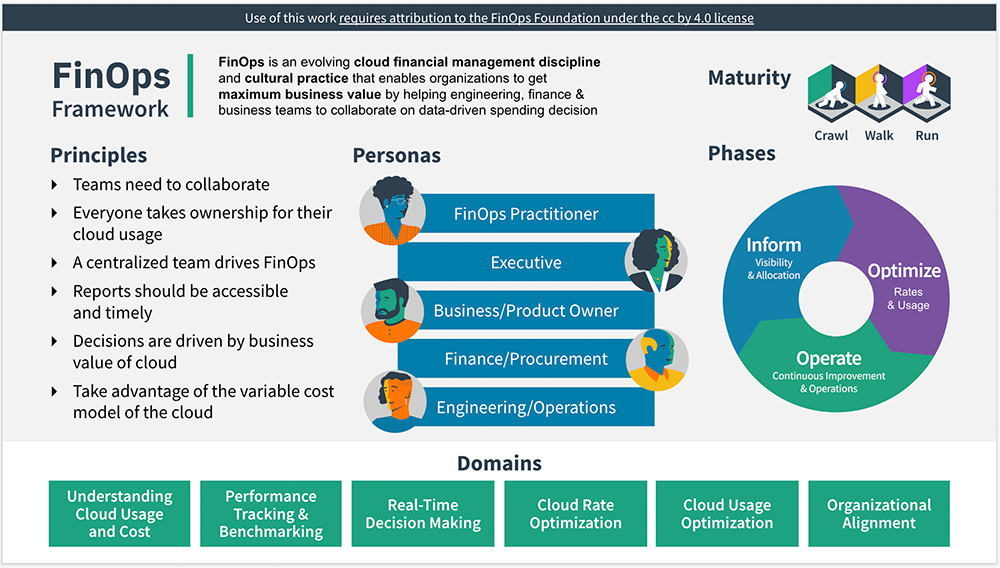 Use of this work requires attribution to the FinOps Foundation under the cc by 4.0 license
FinOps
Framework
FinOps is an evolving cloud financial management discipline
and cultural practice that enables organizations to get
maximum business value by helping engineering, finance &
business teams to collaborate on data-driven spending decision
Maturity
Crawl
Walk
Run
Principles
Teams need to collaborate
Everyone takes ownership for their
cloud usage
A centralized team drives FinOps
Reports should be accessible
and timely
Decisions are driven by business
value of cloud
Take advantage of the variable cost
model of the cloud
Personas
FinOps Practitioner
Executive
Business/Product Owner
Finance/Procurement
Engineering/Operations
Phases
Inform
Visibility
& Allocation
Optimize
Rates
& Usage
Operate
Continuous Improvement
& Operations
Domains
Understanding
Cloud Usage
and Cost
Performance
Tracking &
Benchmarking
Real-Time
Decision Making
Cloud Rate
Optimization
Cloud Usage
Optimization
Organizational
Alignment